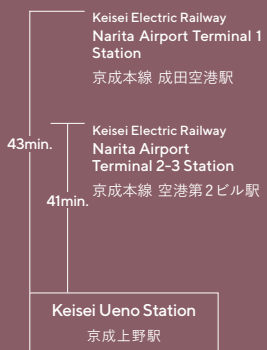 Keisei Electric Railway
Narita Airport Terminal 1
Station
京成本線 成田空港駅
43min.
Keisei Electric Railway
Narita Airport
Terminal 2-3 Station
京成本線 空港第2ビル駅
41min.
Keisei Ueno Station
京成上野駅